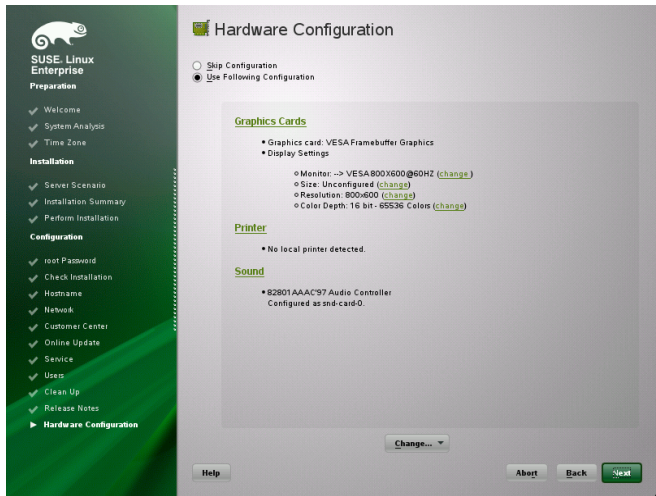 SUSE. Linux
Enterprise
Preparation
Welcome
System Analysis
Time Zone
Installation
Server Scenario
Installation Summary
Perform Installation
Configuration
root Password
Check Installation
Hostname
Network
Customer Center
Online Update
Service
Users
Clean Up
Release Notes
Hardware Configuration
Hardware Configuration
Skip Configuration
Use Following Configuration
Graphics Cards
Graphics card: VESA Framebuffer Graphics
Display Settings
Monitor: --> VESA 800X600@60HZ (change )
Size: Unconfigured (change)
Resolution: 800x600 (change)
Color Depth: 16 bit - 65536 Colors (change)
Printer
No local printer detected.
Sound
82801AA AC'97 Audio Controller
Configured as snd-card-0.
Change...
Help
Abort
Back
Next